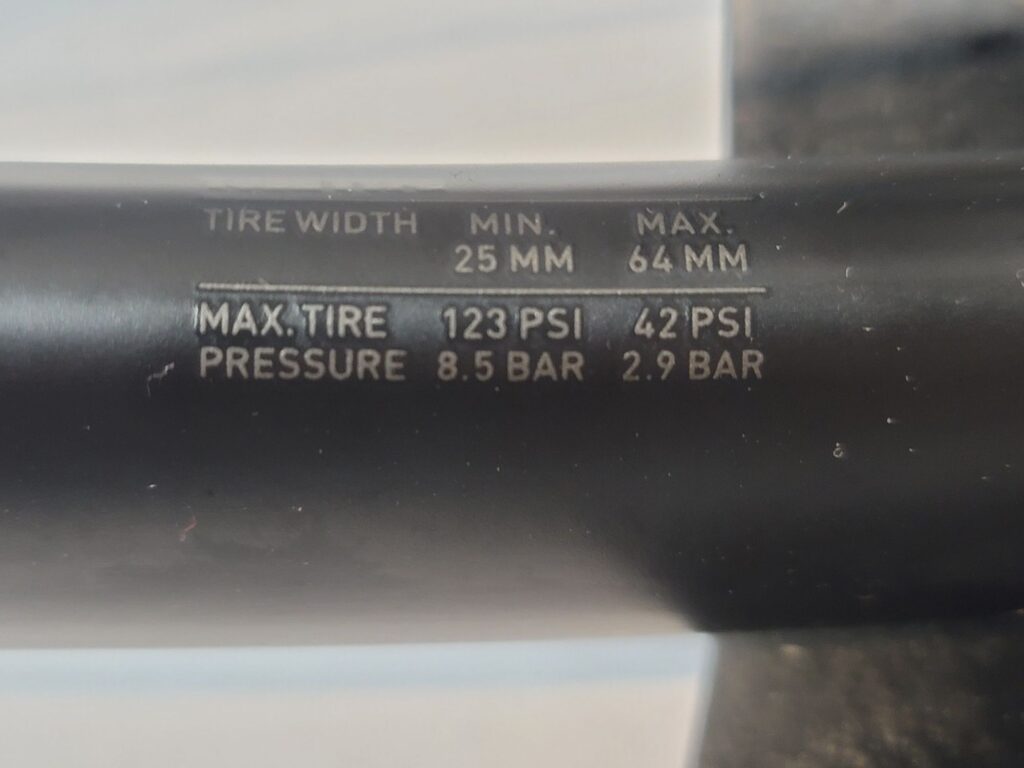 TIRE WIDTH MIN. MAX.
25 MM 64 MM
MAX. TIRE 123 PSI 42 PSI
PRESSURE 8.5 BAR 2.9 BAR